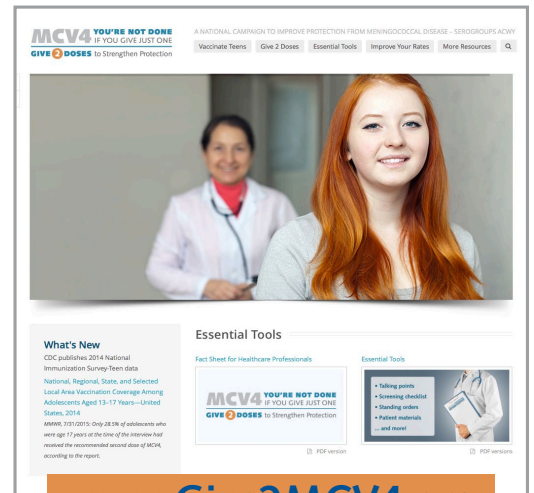 MCV4 YOU'RE NOT DONE
IF YOU GIVE JUST ONE
GIVE 2 DOSES to Strengthen Protection
A NATIONAL CAMPAIGN TO IMPROVE PROTECTION FROM MENINGOCOCCAL DISEASE – SEROGROUPS ACWY
Vaccinate Teens Give 2 Doses Essential Tools Improve Your Rates More Resources
What's New
CDC publishes 2014 National
Immunization Survey-Teen data
National, Regional, State, and Selected
Local Area Vaccination Coverage Among
Adolescents Aged 13–17 Years—United
States, 2014
MMWR, 7/31/2015: Only 28.5% of adolescents who
were age 17 years at the time of the interview had
received the recommended second dose of MCV4,
according to the report.
Essential Tools
Fact Sheet for Healthcare Professionals
MCV4 YOU'RE NOT DONE
IF YOU GIVE JUST ONE
GIVE 2 DOSES to Strengthen Protection
PDF version
Essential Tools
• Talking points
• Screening checklist
• Standing orders
• Patient materials
... and more!
PDF versions